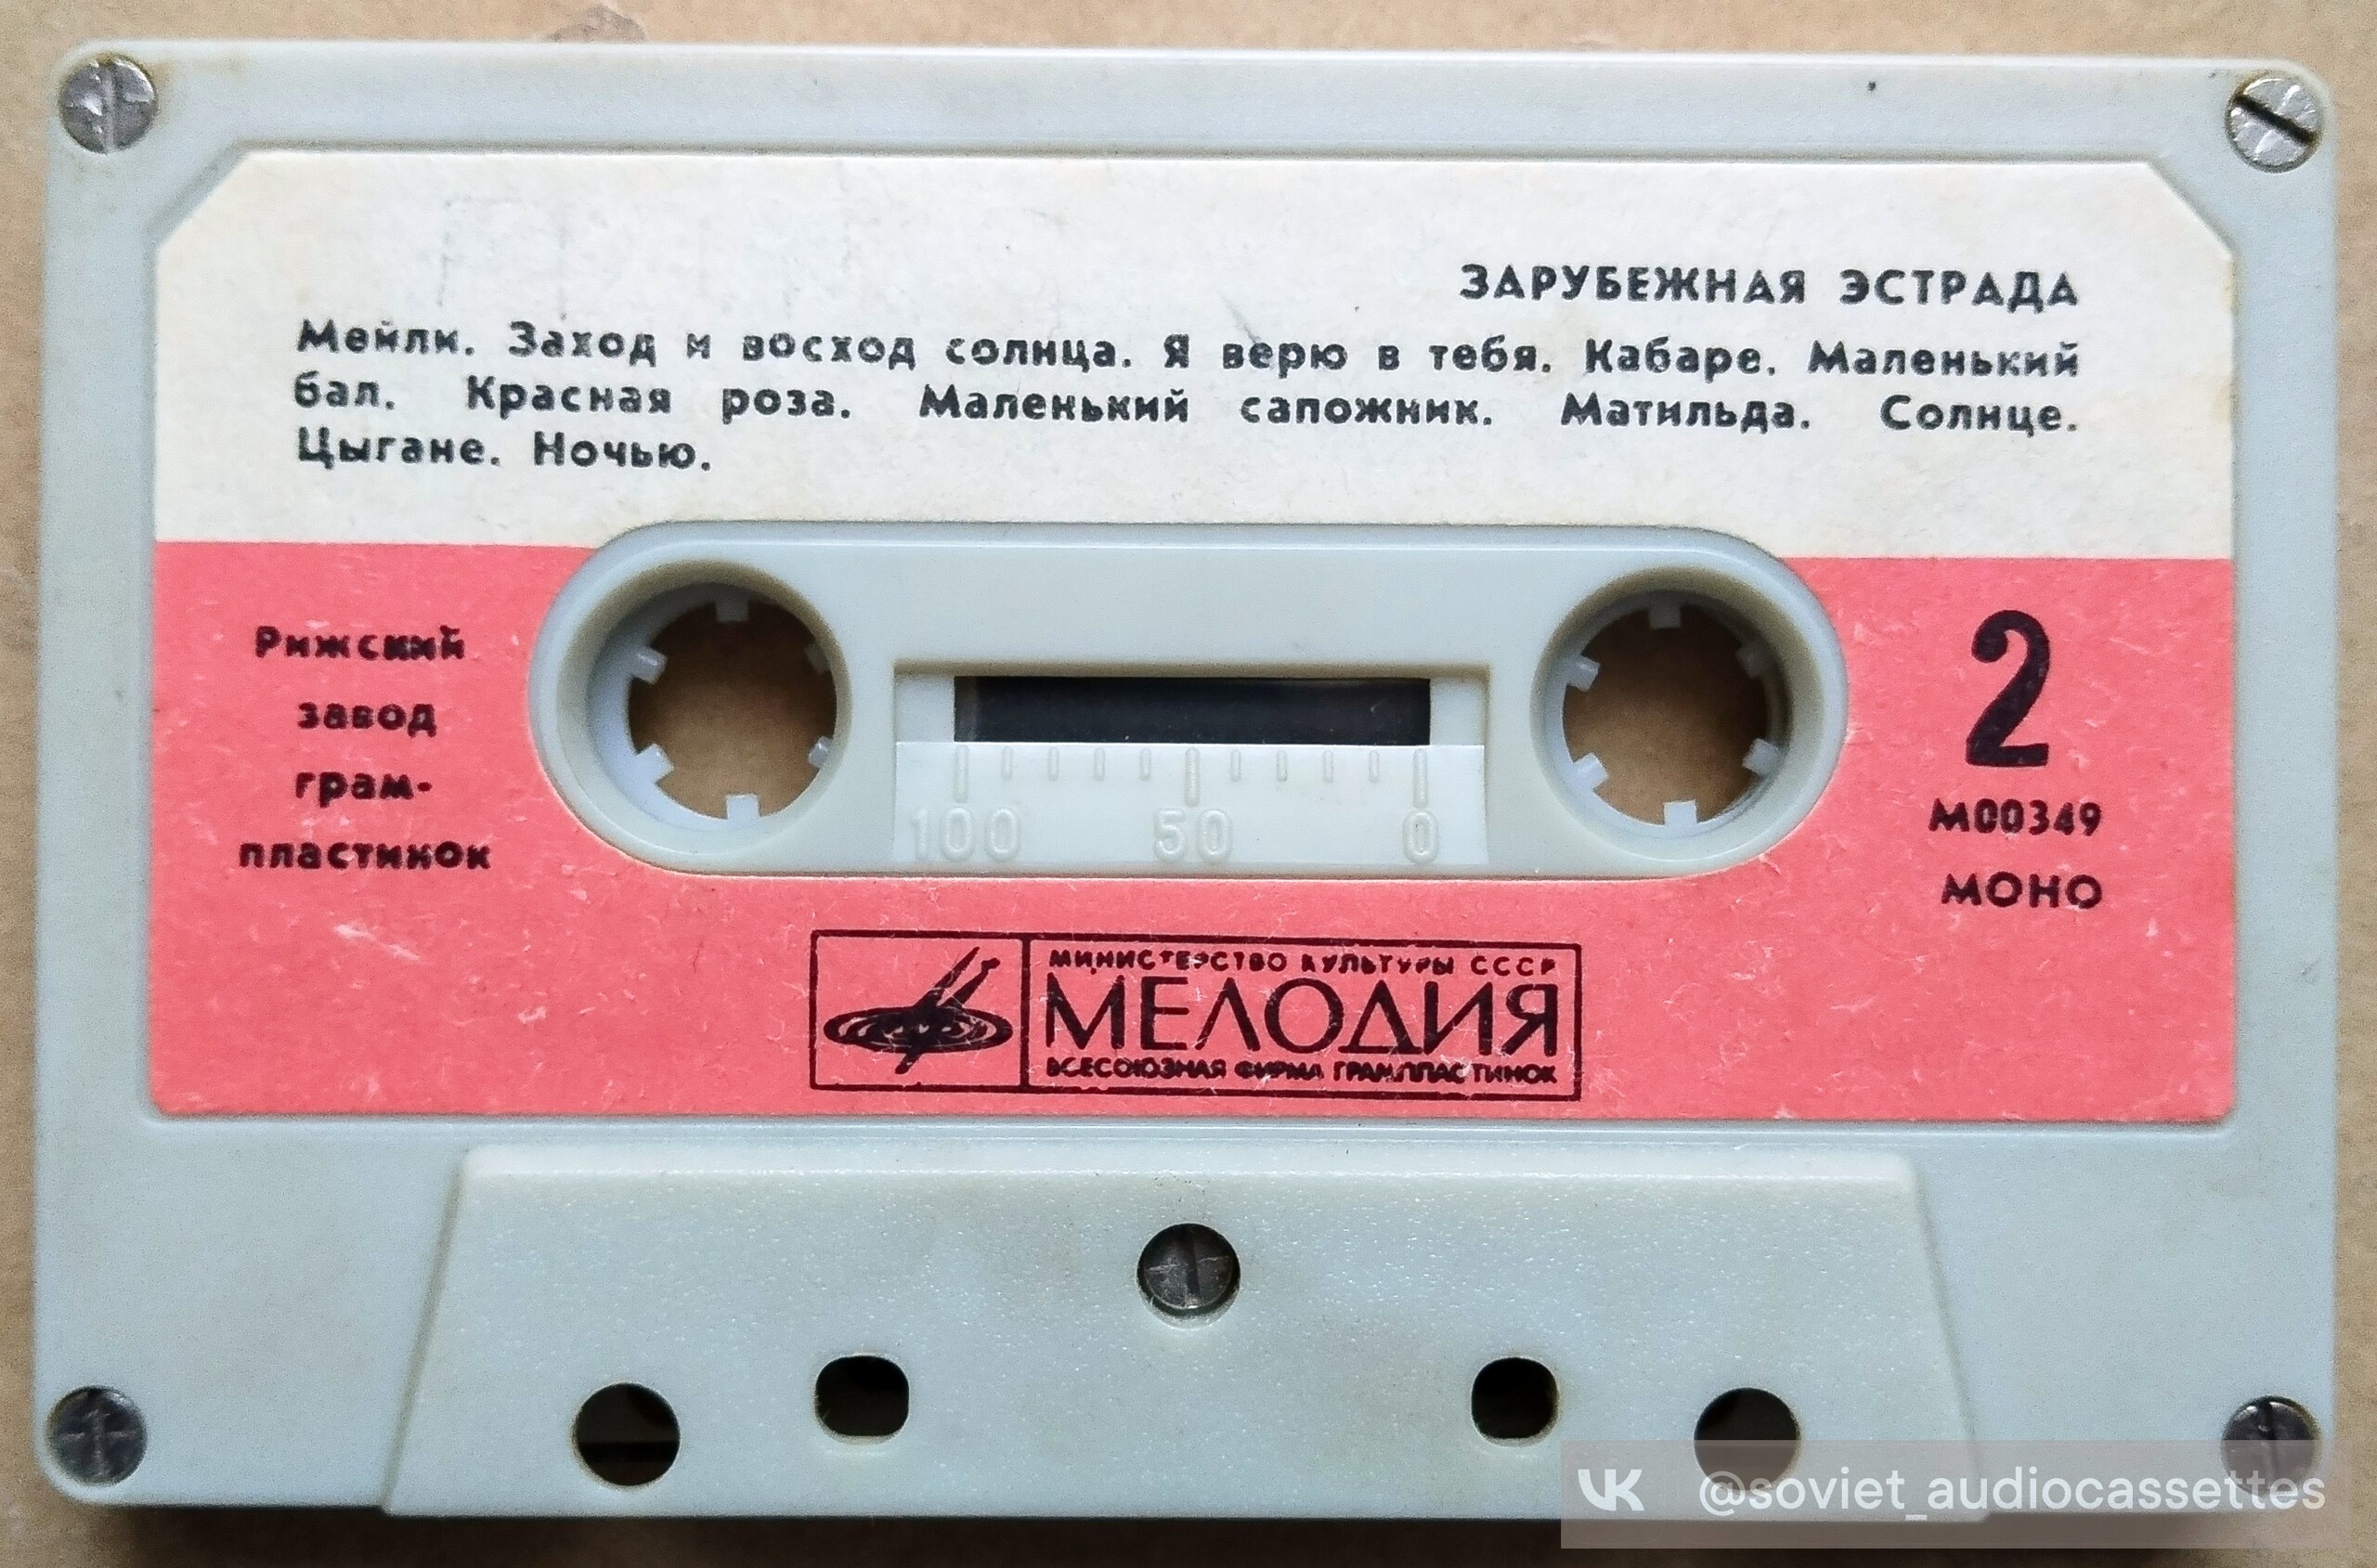 ЗАРУБЕЖНАЯ ЭСТРАДА
Мейли. Заход и восход солнца. Я верю в тебя. Кабаре. Маленький
бал. Красная роза. Маленький сапожник. Матильда. Солнце.
Цыгане. Ночью.
Рижский
завод
грам-
пластинок
100 50 0
2
М00349
МОНО
МИНИСТЕРСТВО КУЛЬТУРЫ СССР
МЕЛОДИЯ
ВСЕСОЮЗНАЯ ФИРМА ГРАМПЛАСТИНОК
VK @soviet_audiocassettes